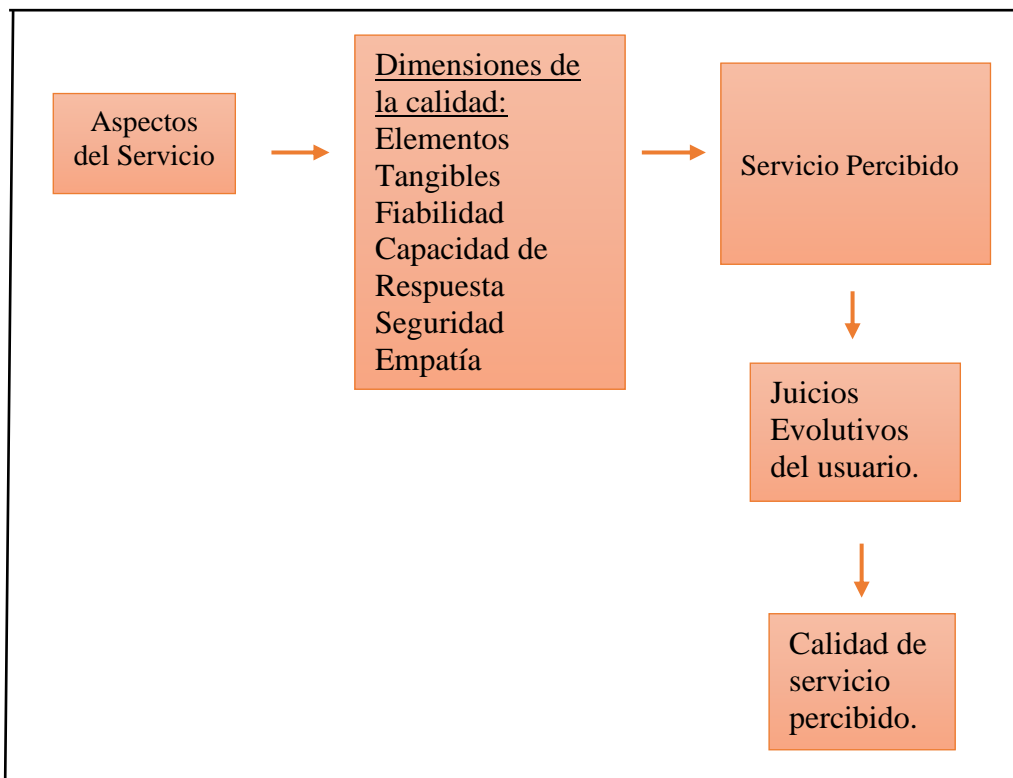 Aspectos
del Servicio
Dimensiones de
la calidad:
Elementos
Tangibles
Fiabilidad
Capacidad de
Respuesta
Seguridad
Empatía
Servicio Percibido
Juicios
Evolutivos
del usuario.
Calidad de
servicio
percibido.